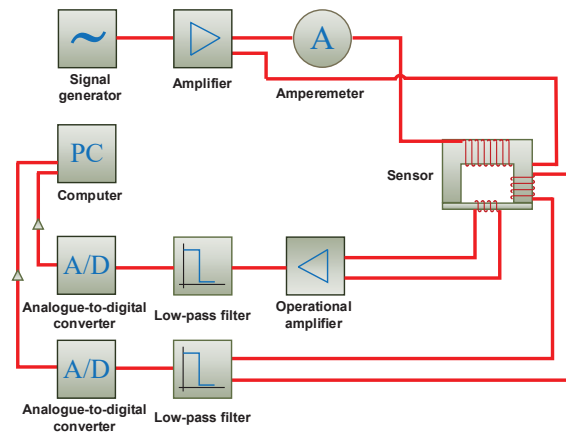 A
Signal
generator
Amplifier
Amperemeter
PC
Computer
Sensor
A/D
Analogue-to-digital
converter
Low-pass filter
Operational
amplifier
A/D
Analogue-to-digital
converter
Low-pass filter